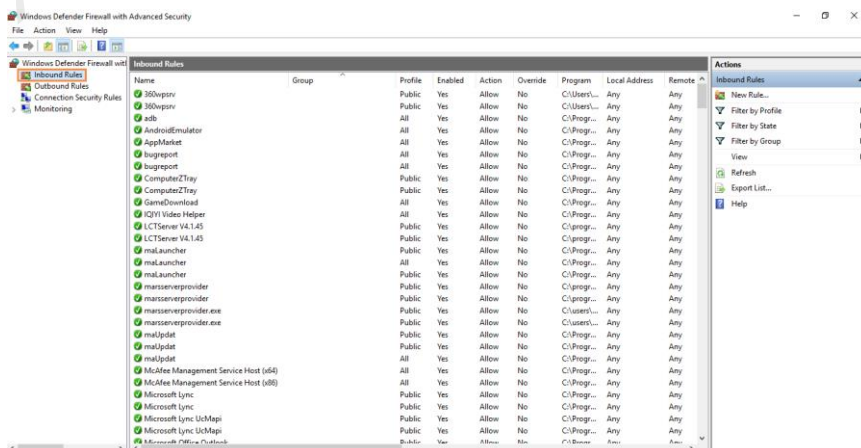 Windows Defender Firewall with Advanced Security
File Action View Help
Windows Defender Firewall with
Inbound Rules
Outbound Rules
Connection Security Rules
Monitoring
Inbound Rules
Name Group Profile Enabled Action Override Program Local Address Remote
360wpsrv Public Yes Allow No C:\Users\... Any Any
360wpsrv Public Yes Allow No C:\Users\... Any Any
adb All Yes Allow No C:\Progr... Any Any
AndroidEmulator All Yes Allow No C:\Progr... Any Any
AppMarket All Yes Allow No C:\Progr... Any Any
bugreport All Yes Allow No C:\Progr... Any Any
bugreport All Yes Allow No C:\Progr... Any Any
ComputerZTray Public Yes Allow No C:\Progr... Any Any
ComputerZTray Public Yes Allow No C:\Progr... Any Any
GameDownload All Yes Allow No C:\Progr... Any Any
IQIYI Video Helper All Yes Allow No C:\Progr... Any Any
LCTServer V4.1.45 Public Yes Allow No C:\progr... Any Any
LCTServer V4.1.45 Public Yes Allow No C:\progr... Any Any
maLauncher Public Yes Allow No C:\Progr... Any Any
maLauncher All Yes Allow No C:\Progr... Any Any
maLauncher Public Yes Allow No C:\Progr... Any Any
marsserverprovider Public Yes Allow No C:\progr... Any Any
marsserverprovider Public Yes Allow No C:\progr... Any Any
marsserverprovider.exe Public Yes Allow No C:\users\... Any Any
marsserverprovider.exe Public Yes Allow No C:\users\... Any Any
maUpdat Public Yes Allow No C:\Progr... Any Any
maUpdat Public Yes Allow No C:\Progr... Any Any
maUpdat All Yes Allow No C:\Progr... Any Any
McAfee Management Service Host (x64) All Yes Allow No C:\Progr... Any Any
McAfee Management Service Host (x86) All Yes Allow No C:\Progr... Any Any
Microsoft Lync Public Yes Allow No C:\Progr... Any Any
Microsoft Lync Public Yes Allow No C:\Progr... Any Any
Microsoft Lync UcMapi Public Yes Allow No C:\Progr... Any Any
Microsoft Lync UcMapi Public Yes Allow No C:\Progr... Any Any
Microsoft Office Outlook Public Yes Allow No C:\Progr... Any Any
Actions
Inbound Rules
New Rule...
Filter by Profile
Filter by State
Filter by Group
View
Refresh
Export List...
Help